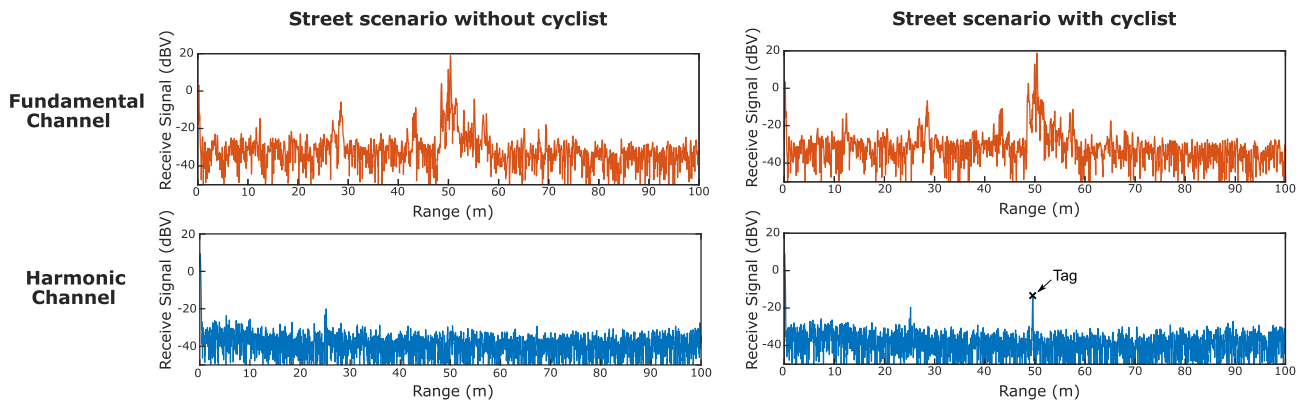 Street scenario without cyclist
Street scenario with cyclist
Fundamental
Channel
Receive Signal (dBV)
20
0
-20
-40
0 10 20 30 40 50 60 70 80 90 100
Range (m)
Receive Signal (dBV)
20
0
-20
-40
0 10 20 30 40 50 60 70 80 90 100
Range (m)
Harmonic
Channel
Receive Signal (dBV)
20
0
-20
-40
0 10 20 30 40 50 60 70 80 90 100
Range (m)
Receive Signal (dBV)
20
0
-20
-40
Tag
0 10 20 30 40 50 60 70 80 90 100
Range (m)